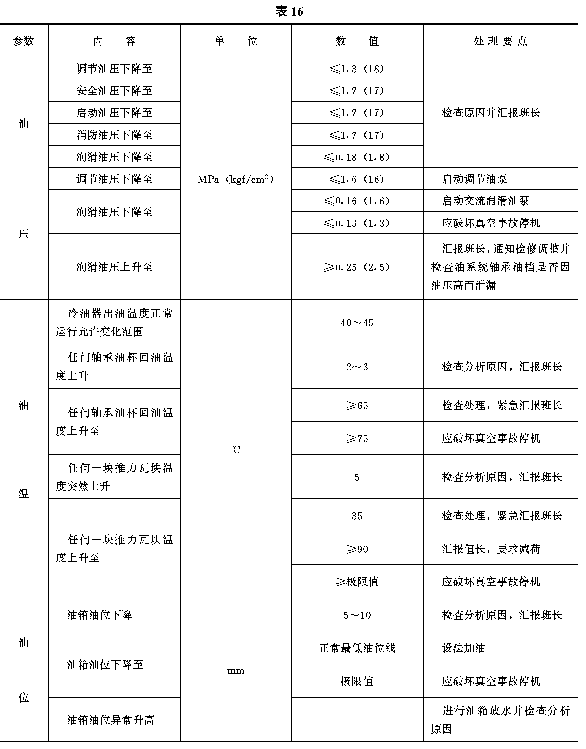 表 16
参数 内容 单位 数值 处理要点
油压 MPa (kgf/cm²)
调节油压下降至 ≤1.8 (18)
安全油压下降至 ≤1.7 (17)
启动油压下降至 ≤1.7 (17) 检查原因并汇报班长
消防油压下降至 ≤1.7 (17)
润滑油压下降至 ≤0.18 (1.8)
调节油压下降至 ≤1.6 (16) 启动调节油泵
润滑油压下降至 ≤0.16 (1.6) 启动交流润滑油泵
≤0.13 (1.3) 应破坏真空事故停机
润滑油压上升至 ≥0.25 (2.5) 汇报班长,通知检修调整并
检查油系统轴承油档是否因
油压高而泄漏
油温 ℃
冷油器出油温度正常
运行允许变化范围 40～45
任何轴承油杯回油温
度上升 2～3 检查分析原因，汇报班长
任何轴承油杯回油温
度上升至 ≥65 检查处理，紧急汇报班长
≥75 应破坏真空事故停机
任何一块推力瓦块温
度突然上升 5 检查分析原因，汇报班长
任何一块推力瓦块温
度上升至 85 检查处理，紧急汇报班长
≥90 汇报值长，要求减荷
≥极限值 应破坏真空事故停机
油位 mm
油箱油位下降 5～10 检查分析原因，汇报班长
油箱油位下降至 正常最低油位线 设法加油
极限值 应破坏真空事故停机
油箱油位异常升高 进行油箱放水并检查分析
原因